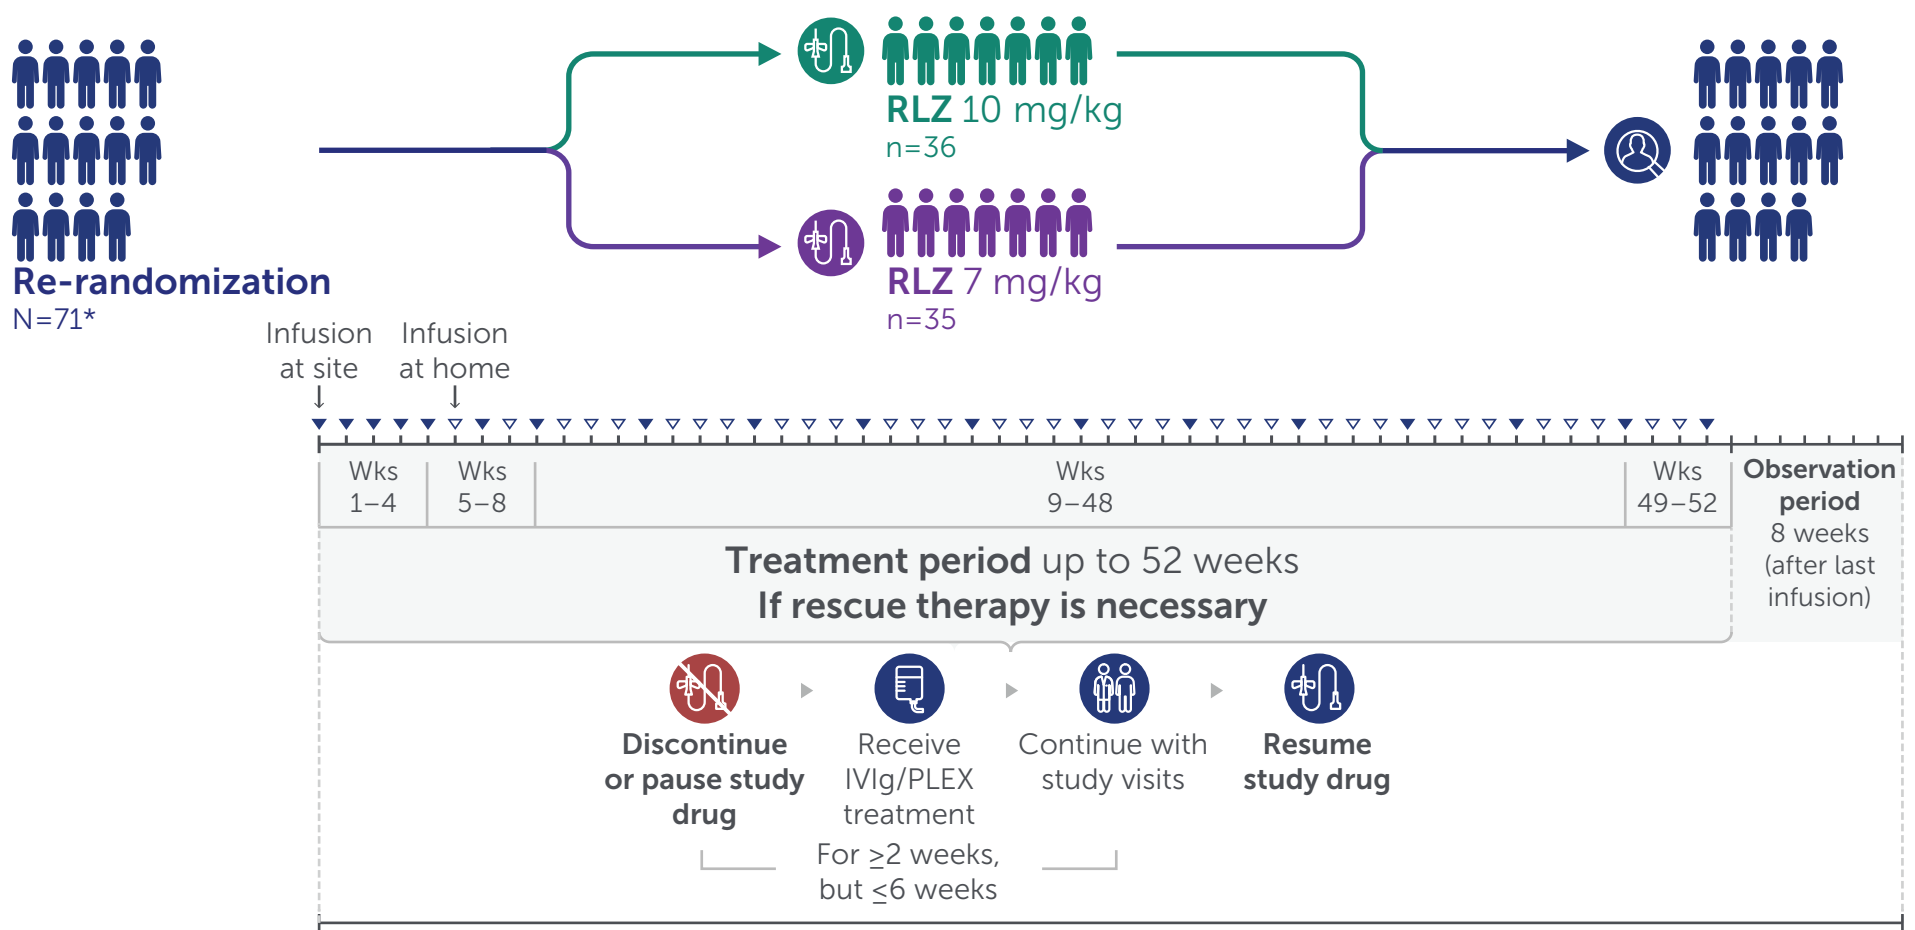 RLZ 10 mg/kg
n=36
Re-randomization
N=71*
RLZ 7 mg/kg
n=35
Infusion
at site
Infusion
at home
Wks
1–4
Wks
5–8
Wks
9–48
Wks
49–52
Observation
period
8 weeks
(after last
infusion)
Treatment period up to 52 weeks
If rescue therapy is necessary
Discontinue
or pause study
drug
Receive
IVIg/PLEX
treatment
Continue with
study visits
Resume
study drug
For ≥2 weeks,
but ≤6 weeks